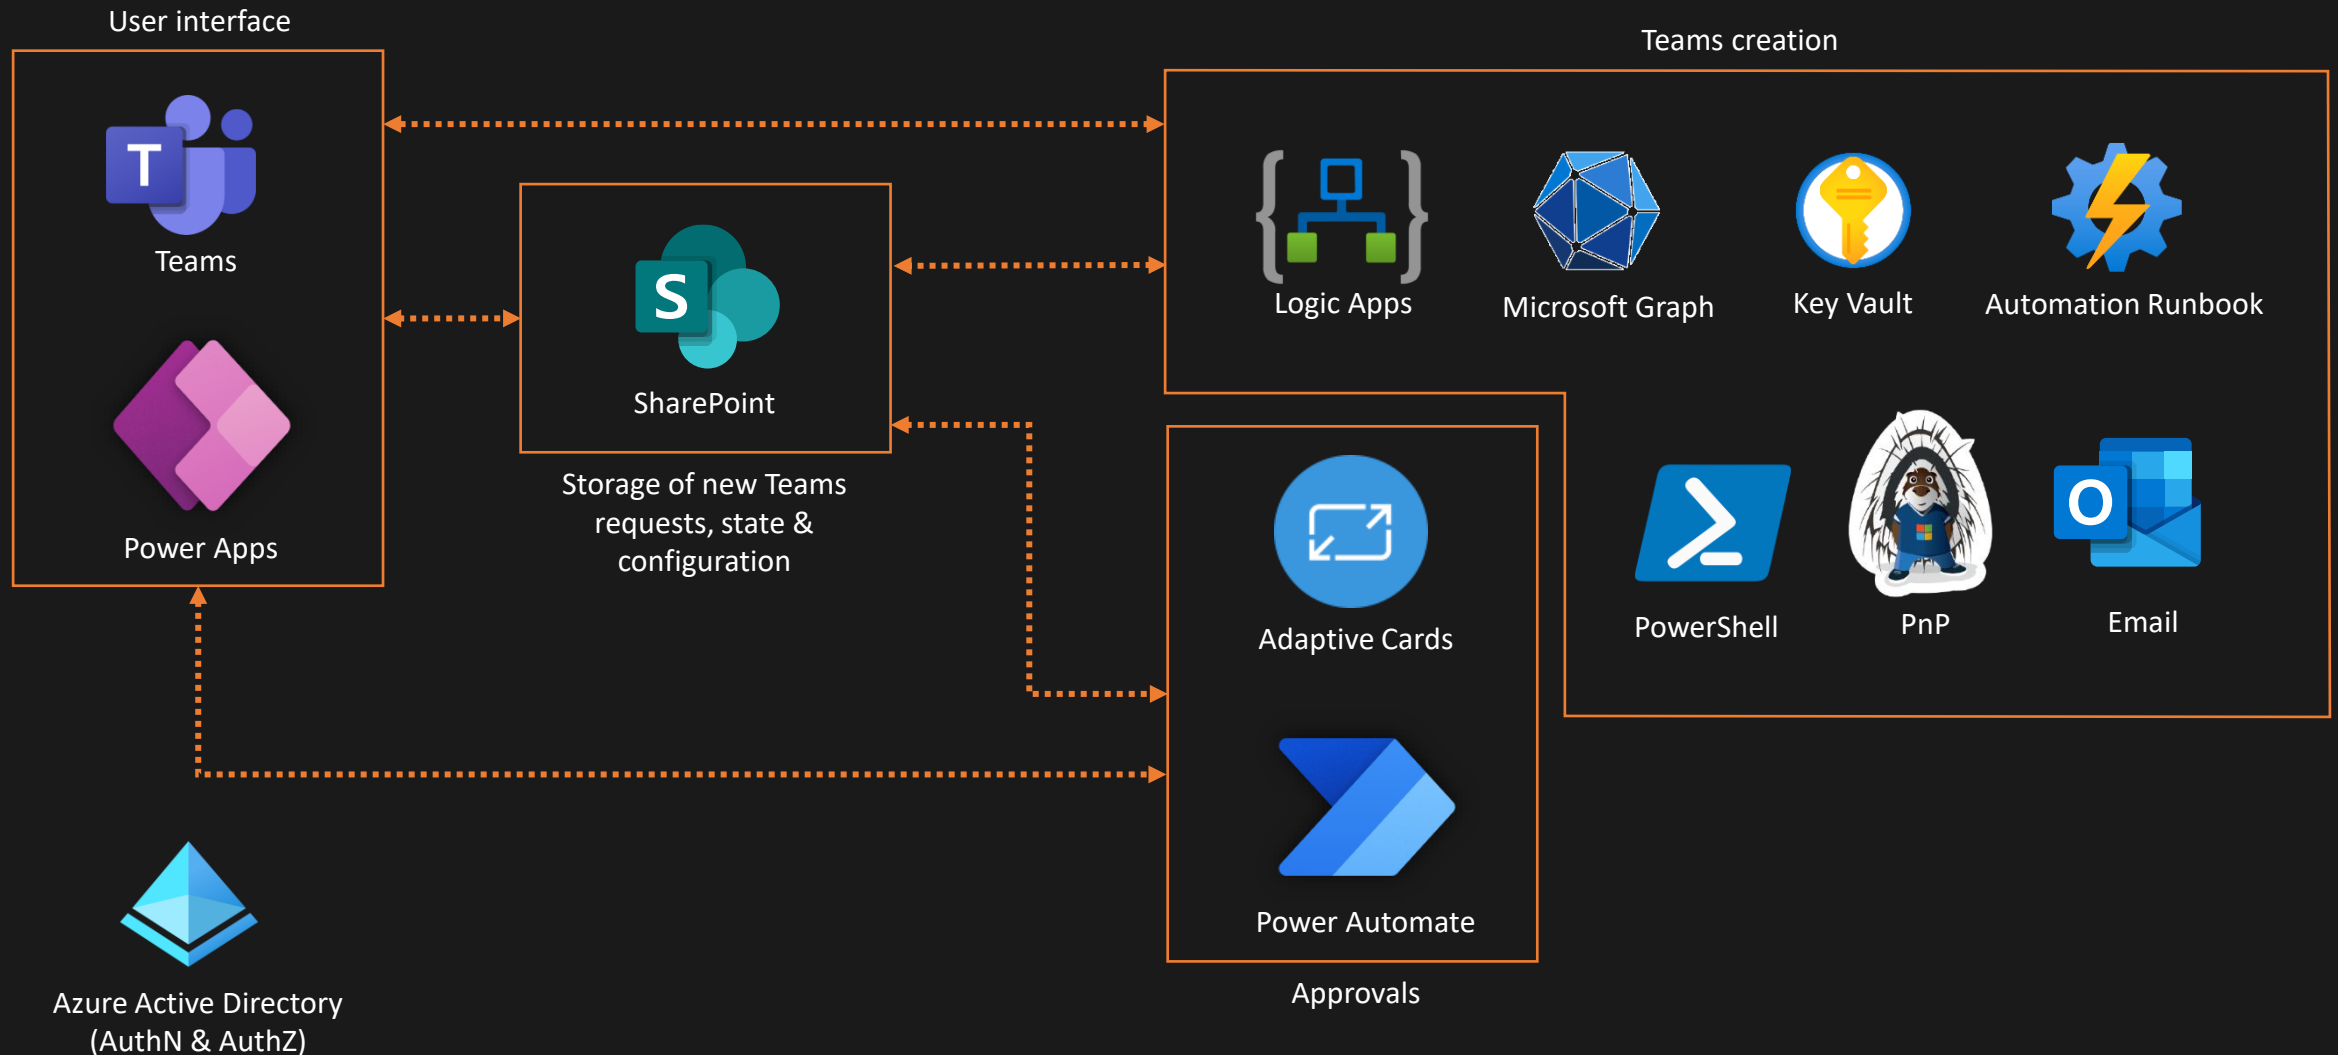 User interface
Teams creation
T
Teams
Power Apps
S
SharePoint
Storage of new Teams
requests, state &
configuration
Logic Apps
Microsoft Graph
Key Vault
Automation Runbook
PowerShell
PnP
O
Email
Adaptive Cards
Power Automate
Approvals
Azure Active Directory
(AuthN & AuthZ)